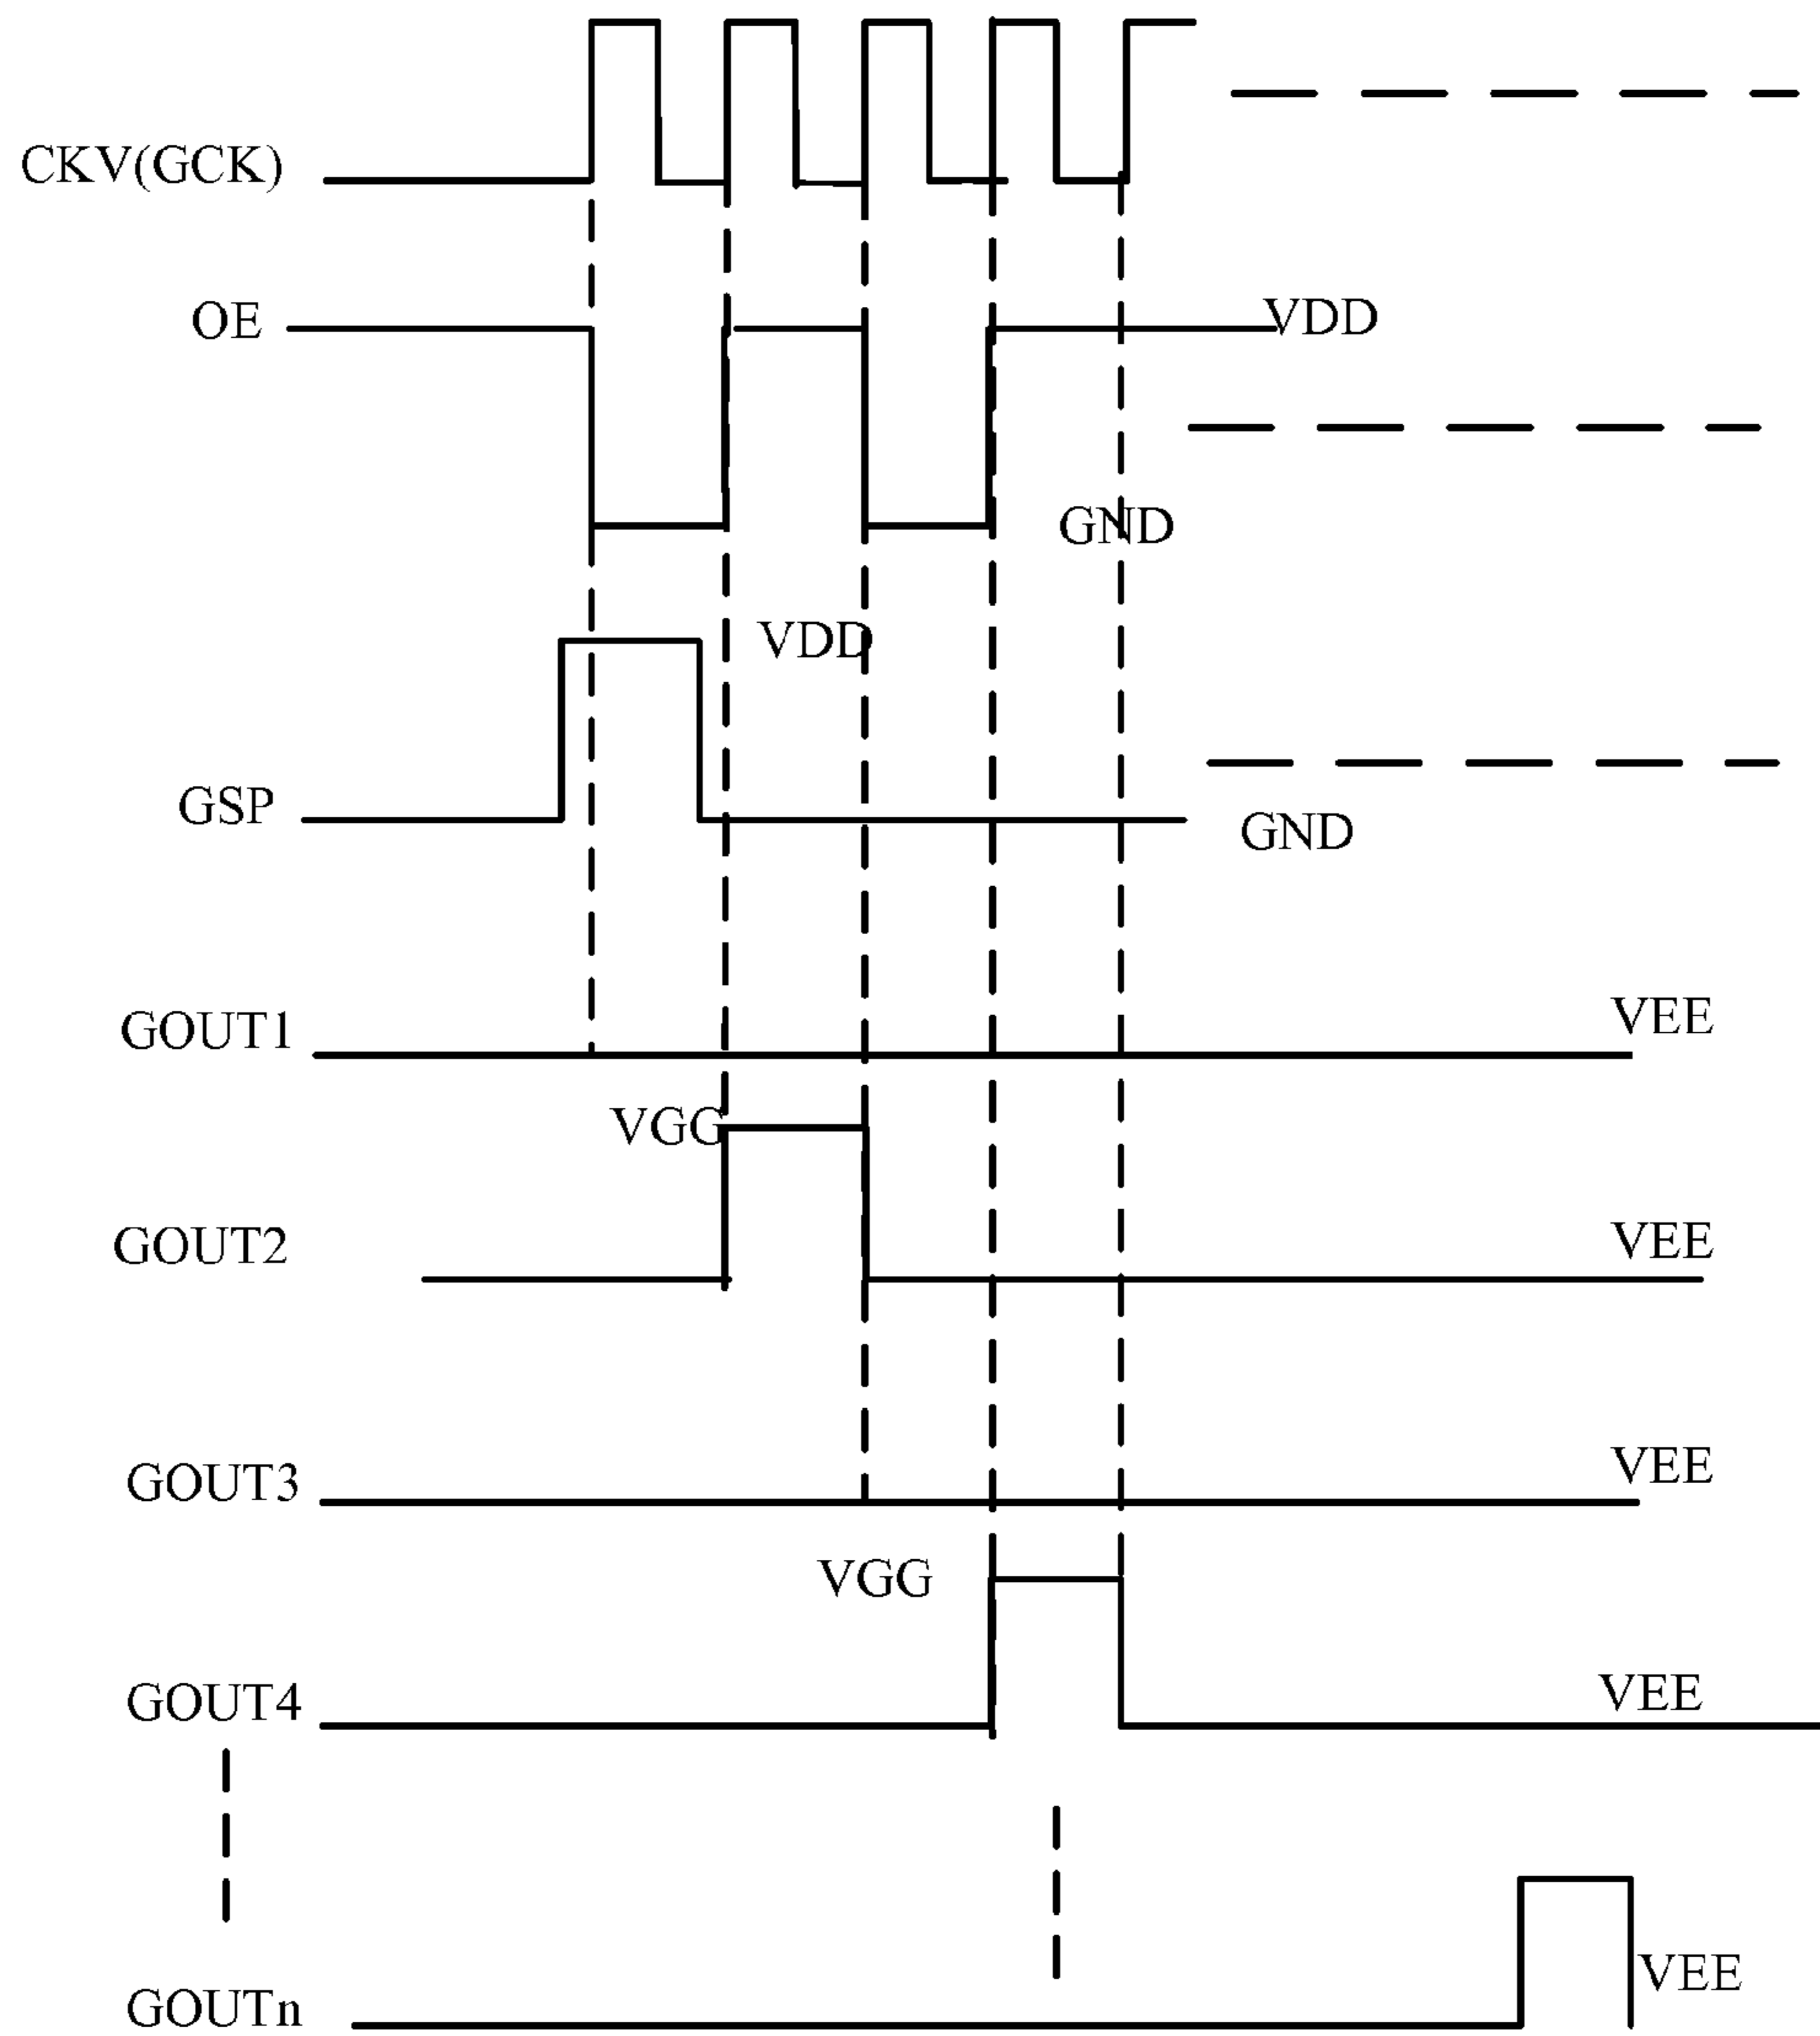 CKV(GCK)
OE
VDD
GND
VDD
GSP
GND
GOUT1
VEE
VGG
GOUT2
VEE
GOUT3
VEE
VGG
GOUT4
VEE
GOUTn
VEE